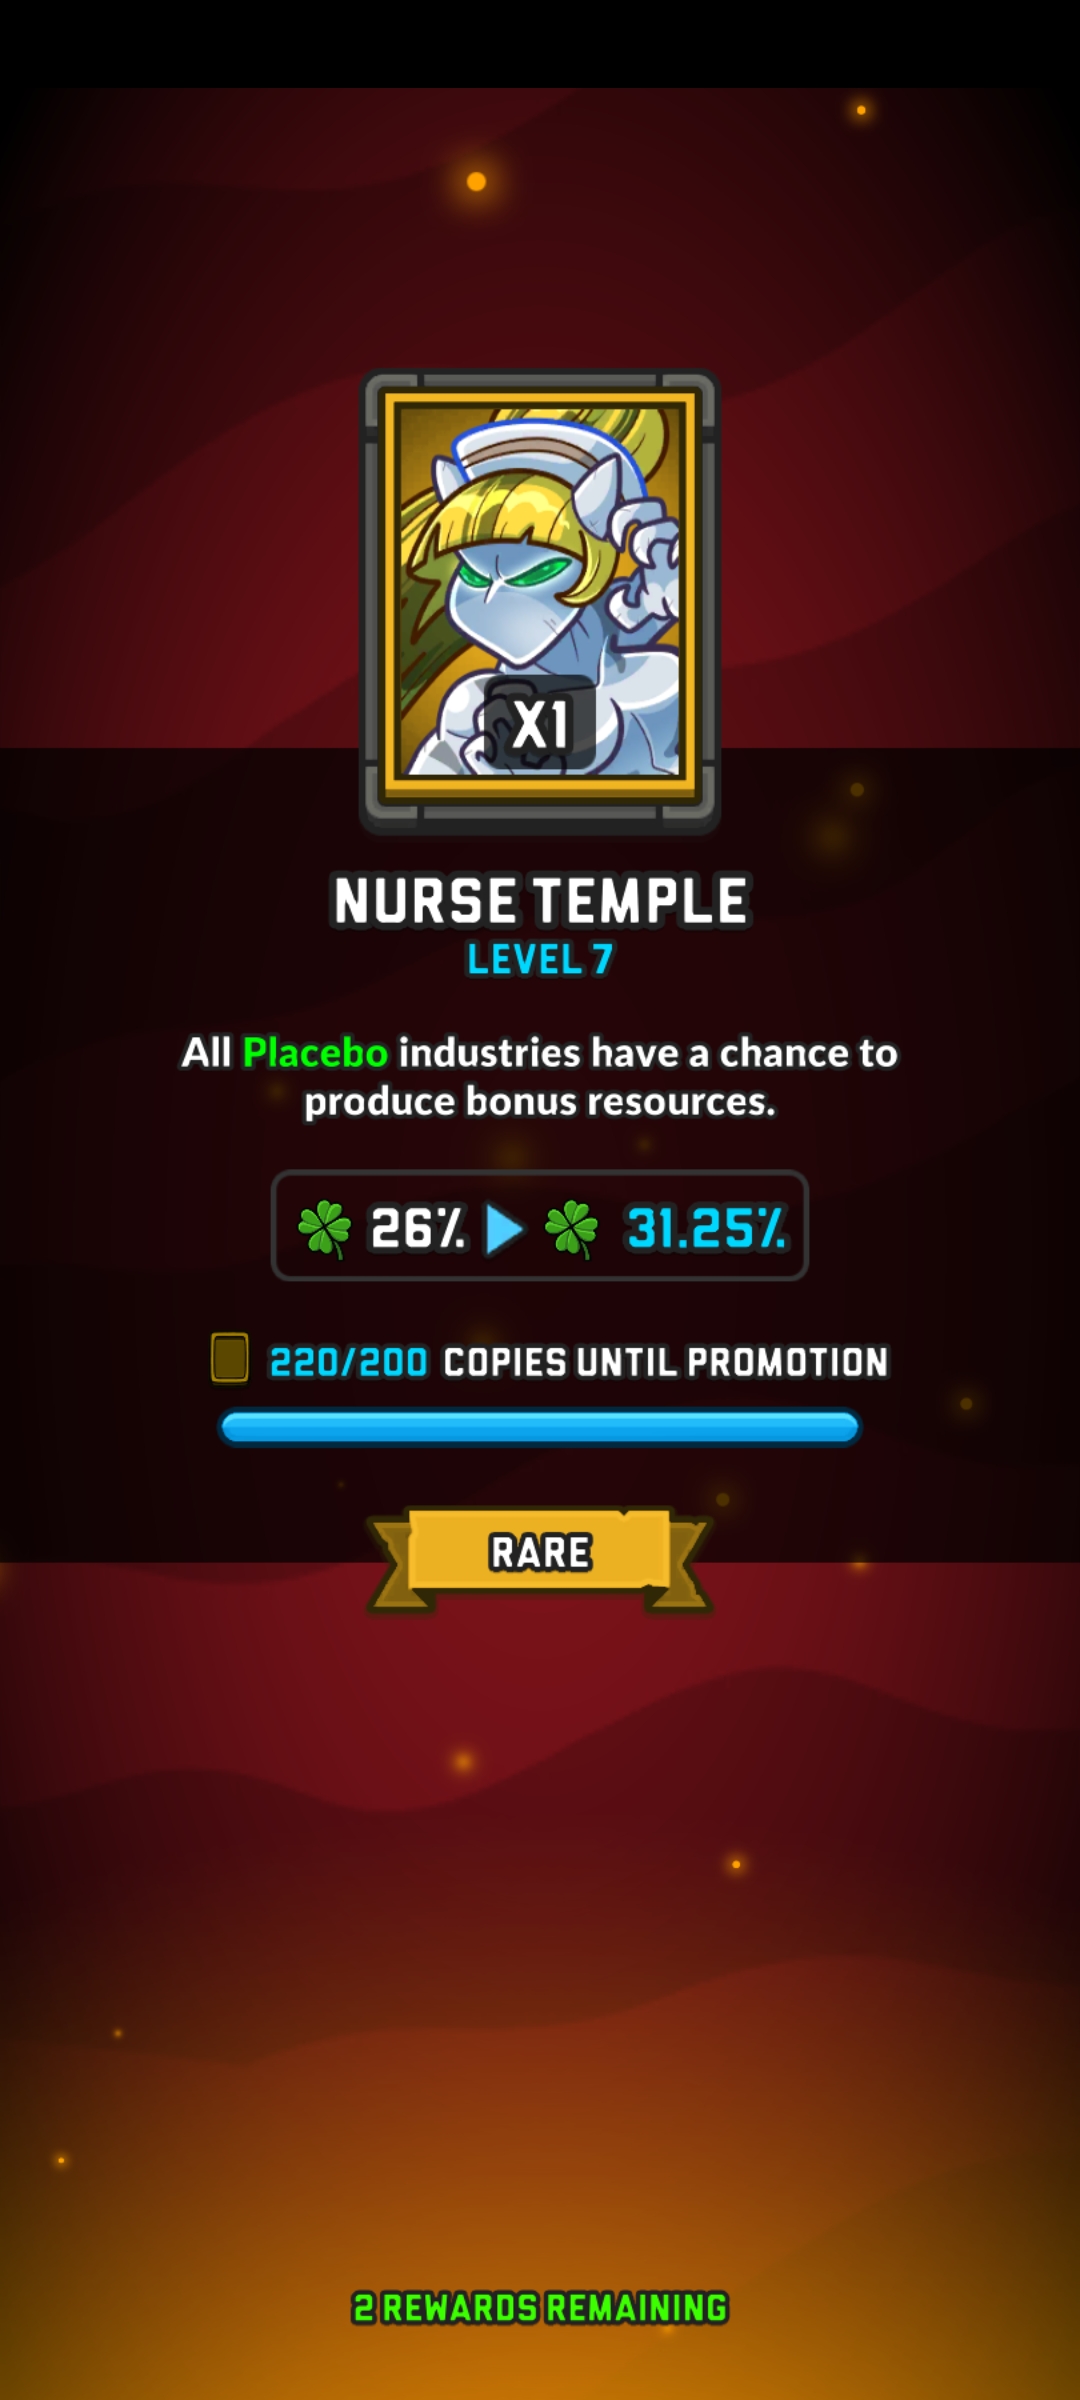 X1
NURSE TEMPLE
LEVEL 7
All Placebo industries have a chance to
produce bonus resources.
26% 31.25%
220/200 COPIES UNTIL PROMOTION
RARE
2 REWARDS REMAINING